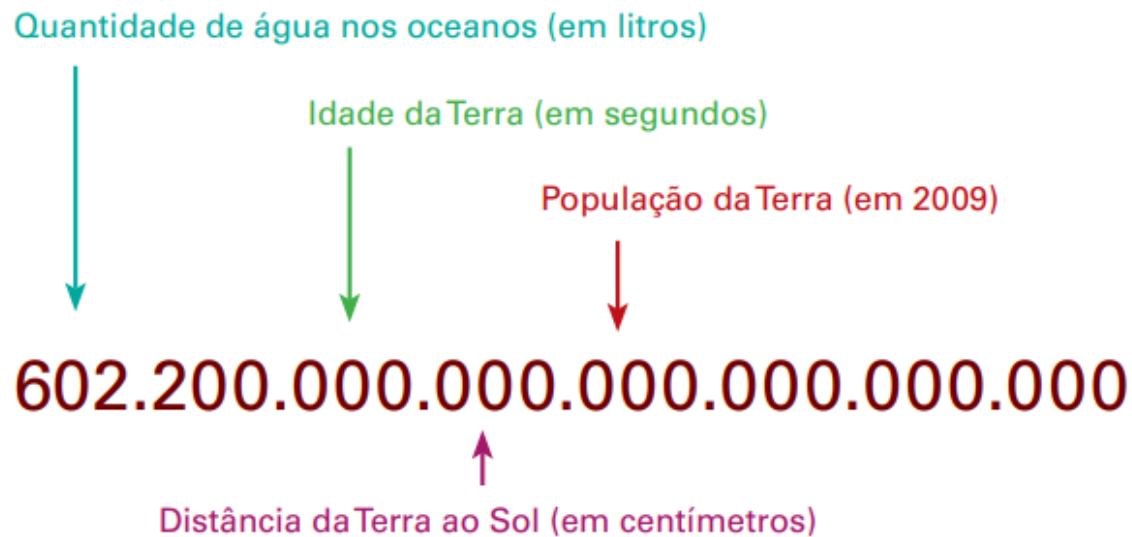 Quantidade de água nos oceanos (em litros)
Idade da Terra (em segundos)
População da Terra (em 2009)
602.200.000.000.000.000.000.000
Distância da Terra ao Sol (em centímetros)